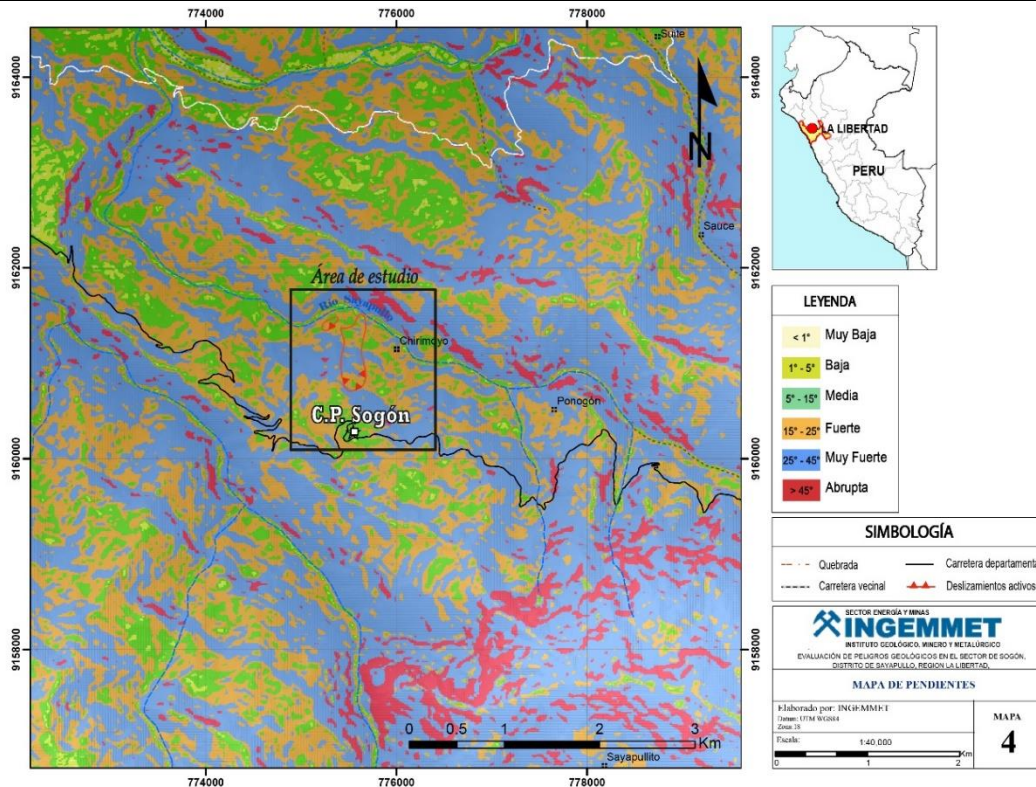 774000
776000
778000
9164000
9162000
9160000
9158000
9164000
9162000
9160000
9158000
774000
776000
778000
Suite
Sauce
Área de estudio
Río Sayapullo
Chirimoyo
C.P. Sogón
Ponogón
Sayapullito
N
0 0.5 1 2 3
Km
LA LIBERTAD
PERU
LEYENDA
< 1° Muy Baja
1° - 5° Baja
5° - 15° Media
15° - 25° Fuerte
25° - 45° Muy Fuerte
> 45° Abrupta
SIMBOLOGÍA
Quebrada
Carretera departamenta
Carretera vecinal
Deslizamientos activos
SECTOR ENERGÍA Y MINAS
INGEMMET
INSTITUTO GEOLÓGICO, MINERO Y METALÚRGICO
EVALUACIÓN DE PELIGROS GEOLÓGICOS EN EL SECTOR DE SOGÓN,
DISTRITO DE SAYAPULLO, REGION LA LIBERTAD,
MAPA DE PENDIENTES
Elaborado por: INGEMMET
Datum: UTM WGS84
Zona: 18
Escala: 1:40,000
0 1 2
Km
MAPA
4